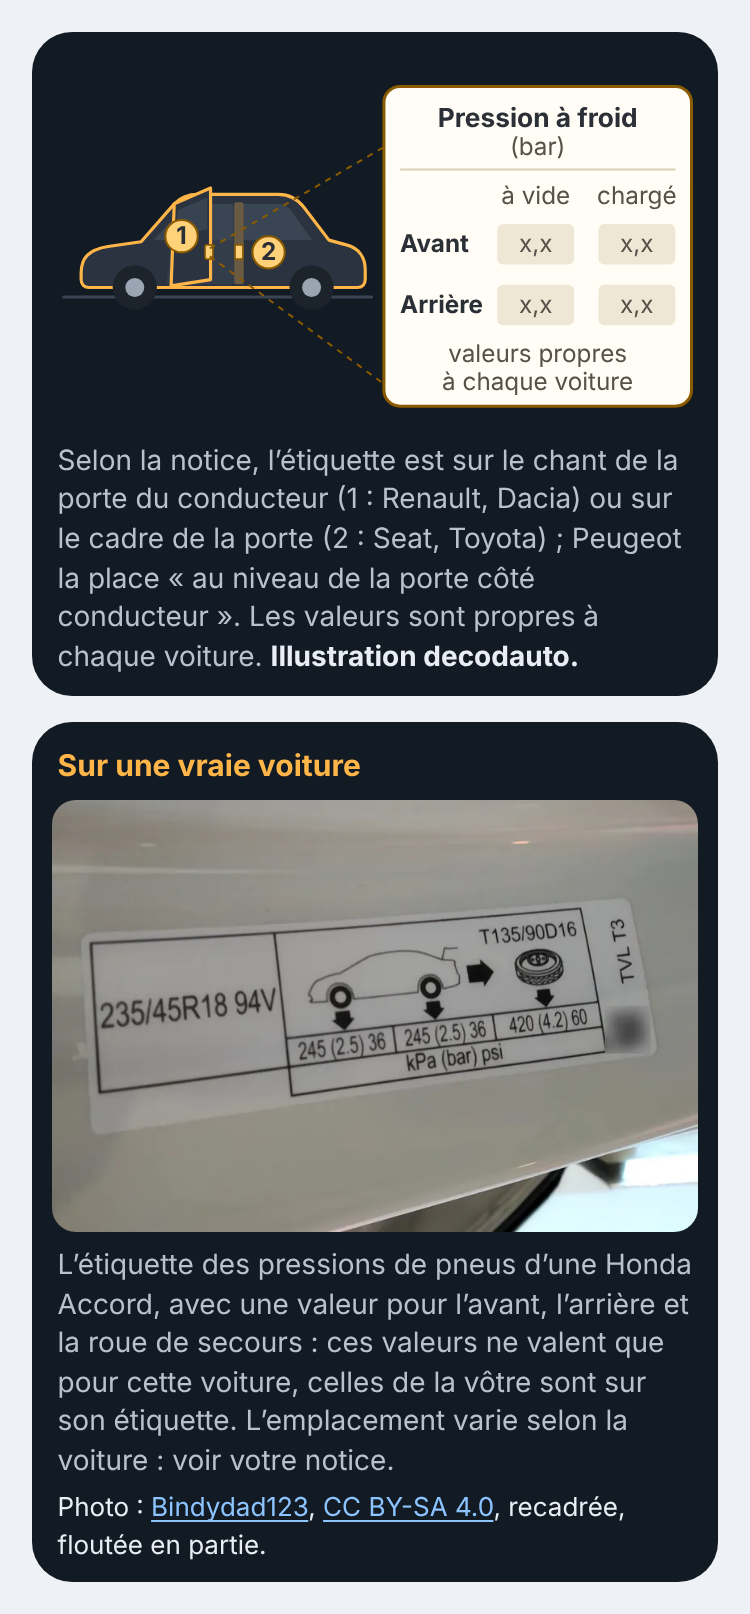 Pression à froid
(bar)
à vide chargé
Avant x,x x,x
Arrière x,x x,x
valeurs propres
à chaque voiture
1
2
Selon la notice, l’étiquette est sur le chant de la
porte du conducteur (1 : Renault, Dacia) ou sur
le cadre de la porte (2 : Seat, Toyota) ; Peugeot
la place « au niveau de la porte côté
conducteur ». Les valeurs sont propres à
chaque voiture. Illustration decodauto.
Sur une vraie voiture
235/45R18 94V
T135/90D16
TVL T3
245 (2.5) 36 245 (2.5) 36 420 (4.2) 60
kPa (bar) psi
L’étiquette des pressions de pneus d’une Honda
Accord, avec une valeur pour l’avant, l’arrière et
la roue de secours : ces valeurs ne valent que
pour cette voiture, celles de la vôtre sont sur
son étiquette. L’emplacement varie selon la
voiture : voir votre notice.
Photo : Bindydad123, CC BY-SA 4.0, recadrée,
floutée en partie.